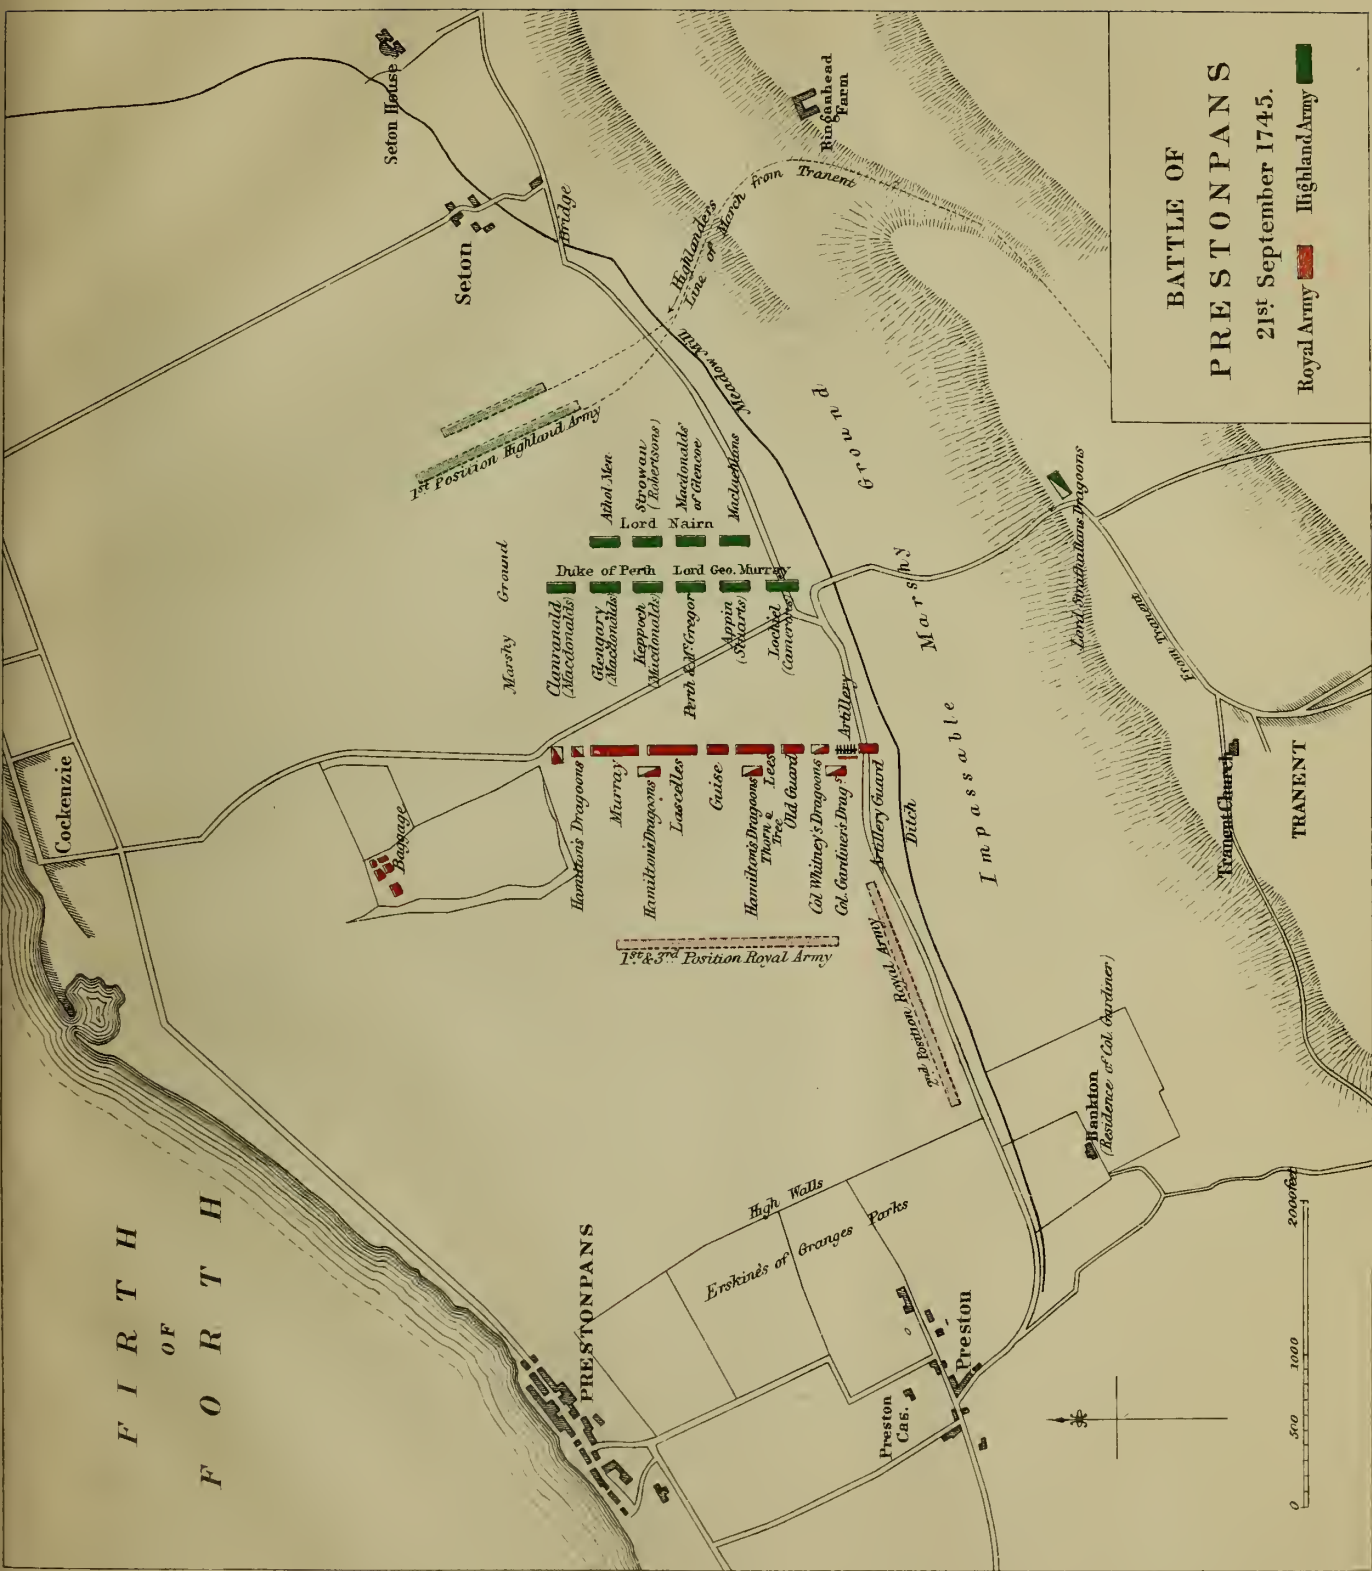 BATTLE OF
PRESTONPANS
21st September 1745.
Royal Army Highland Army
FIRTH
OF
FORTH
Cockenzie
Seton House
Seton
Bridge
Ringanhead
Farm
Highlanders
Line of March from Tranent
Meadow Mill
1st Position Highland Army
Marshy Ground
Athol Men
Strowan
(Robertsons)
Macdonalds
of Glencoe
Maclachlans
Lord Nairn
Duke of Perth Lord Geo. Murray
Clanranald
(Macdonalds)
Glengary
(Macdonalds)
Keppoch
(Macdonalds)
Perth & McGregor
Appin
(Stuarts)
Lochiel
(Camerons)
Baggage
Hamilton's Dragoons
Murray
Hamilton's Dragoons
Lascelles
Guise
Hamilton's Dragoons
Thorn
Tree
Lees
Old Guard
Col Whitney's Dragoons
Col. Gardiner's Drags
Artillery
Artillery Guard
Ditch
1st & 3rd Position Royal Army
2nd Position Royal Army
Impassable Marshy Ground
Lord Strathallans Dragoons
From Tranent
Tranent Church
TRANENT
Bankton
(Residence of Col. Gardiner)
High Walls
Erskine's of Granges Parks
PRESTONPANS
Preston
Preston
Cas.
0 500 1000 2000 feet